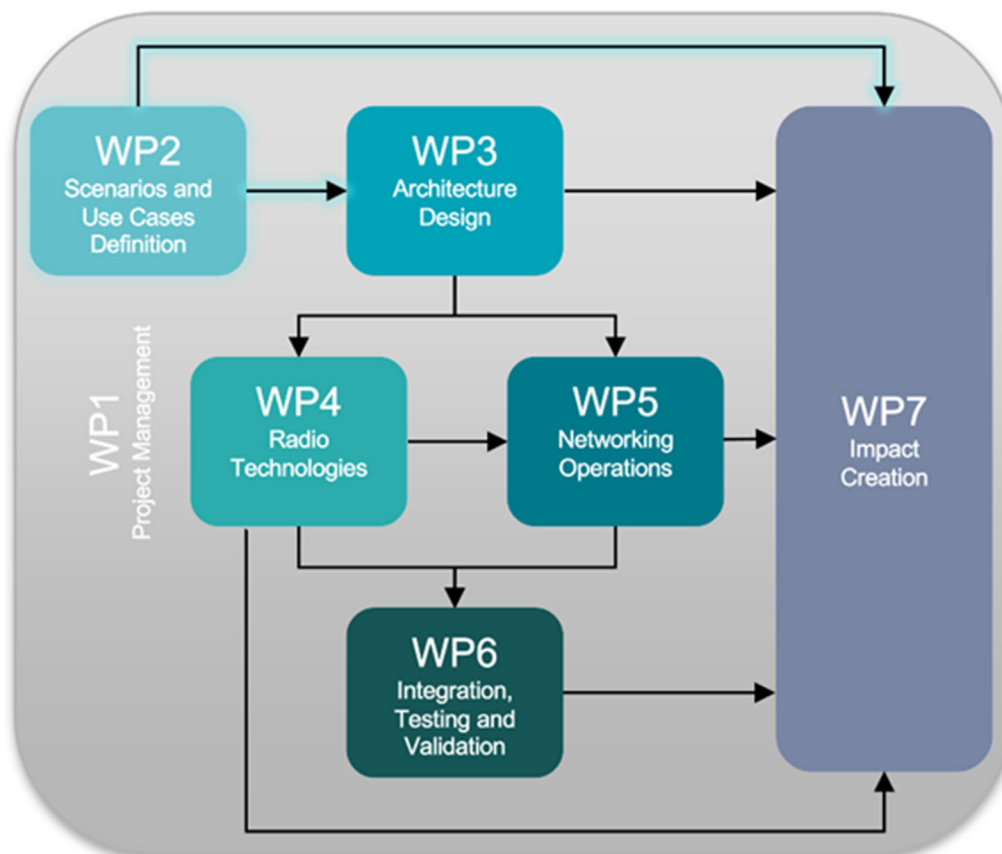 WP2
Scenarios and
Use Cases
Definition
WP3
Architecture
Design
WP1
Project Management
WP4
Radio
Technologies
WP5
Networking
Operations
WP7
Impact
Creation
WP6
Integration,
Testing and
Validation